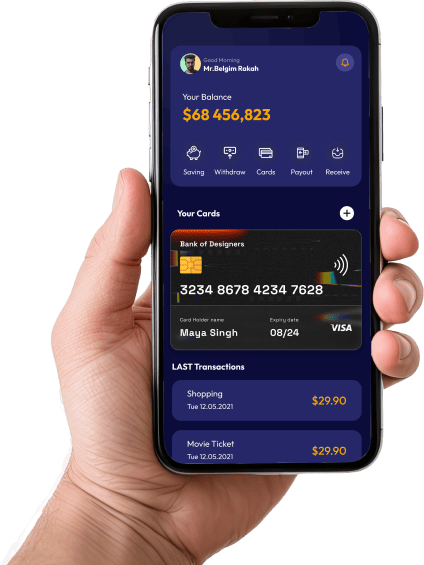 Good Morning
Mr.Belgim Rakah
Your Balance
$68 456,823
Saving Withdraw Cards Payout Receive
Your Cards
Bank of Designers
3234 8678 4234 7628
Card Holder name Expiry date
Maya Singh 08/24 VISA
LAST Transactions
Shopping
$29.90
Tue 12.05.2021
Movie Ticket
$29.90
Tue 12.05.2021